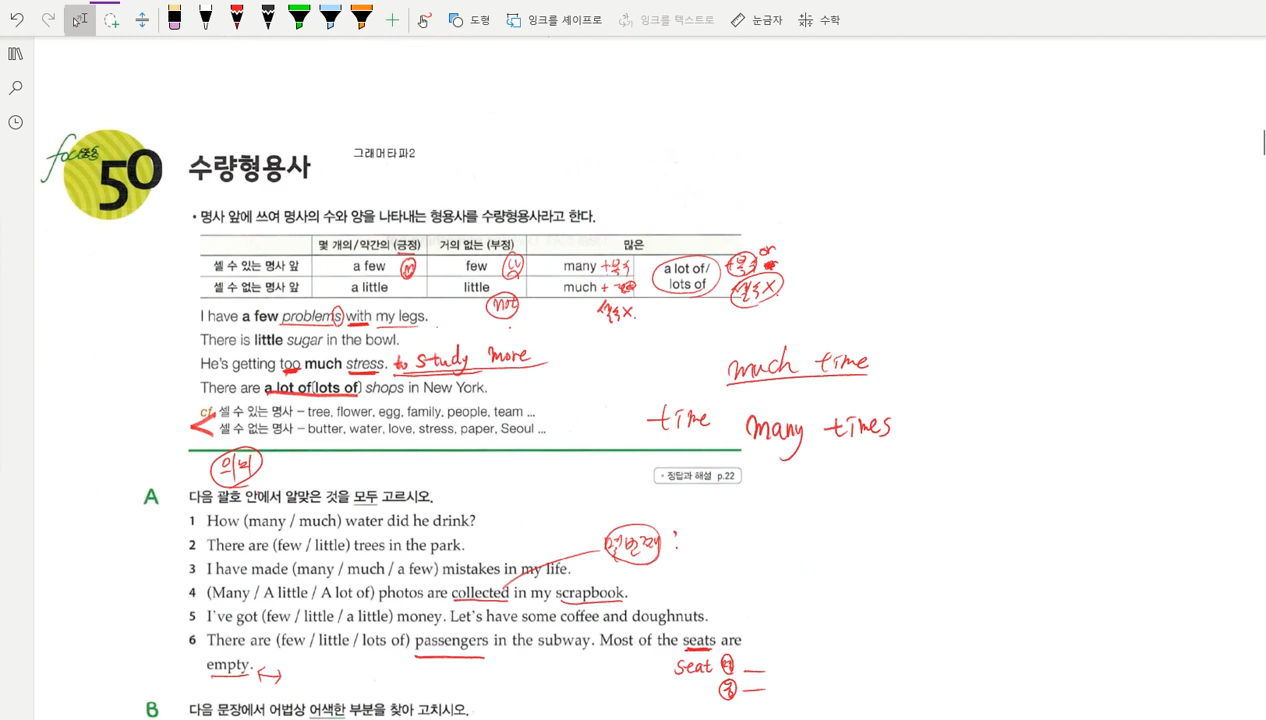 도형 잉크를 셰이프로 잉크를 텍스트로 눈금자 수학
focus
50 수량형용사 그래머타파2
• 명사 앞에 쓰여 명사의 수와 양을 나타내는 형용사를 수량형용사라고 한다.
몇 개의/약간의 (긍정) 거의 없는 (부정) 많은
셀 수 있는 명사 앞 a few few many +복수 a lot of/ +복수 or
셀 수 없는 명사 앞 a little little much + lots of 셀수X
not 셀수X.
I have a few problems with my legs.
There is little sugar in the bowl.
He's getting too much stress. to study more
much time
There are a lot of(lots of) shops in New York.
cf. 셀 수 있는 명사 – tree, flower, egg, family, people, team ...
셀 수 없는 명사 – butter, water, love, stress, paper, Seoul ...
time many times
의뢰
• 정답과 해설 p.22
A 다음 괄호 안에서 알맞은 것을 모두 고르시오.
1 How (many / much) water did he drink?
2 There are (few / little) trees in the park.
3 I have made (many / much / a few) mistakes in my life.
4 (Many / A little / A lot of) photos are collected in my scrapbook.
5 I've got (few / little / a little) money. Let's have some coffee and doughnuts.
6 There are (few / little / lots of) passengers in the subway. Most of the seats are
empty. ↔
seat
B 다음 문장에서 어법상 어색한 부분을 찾아 고치시오.